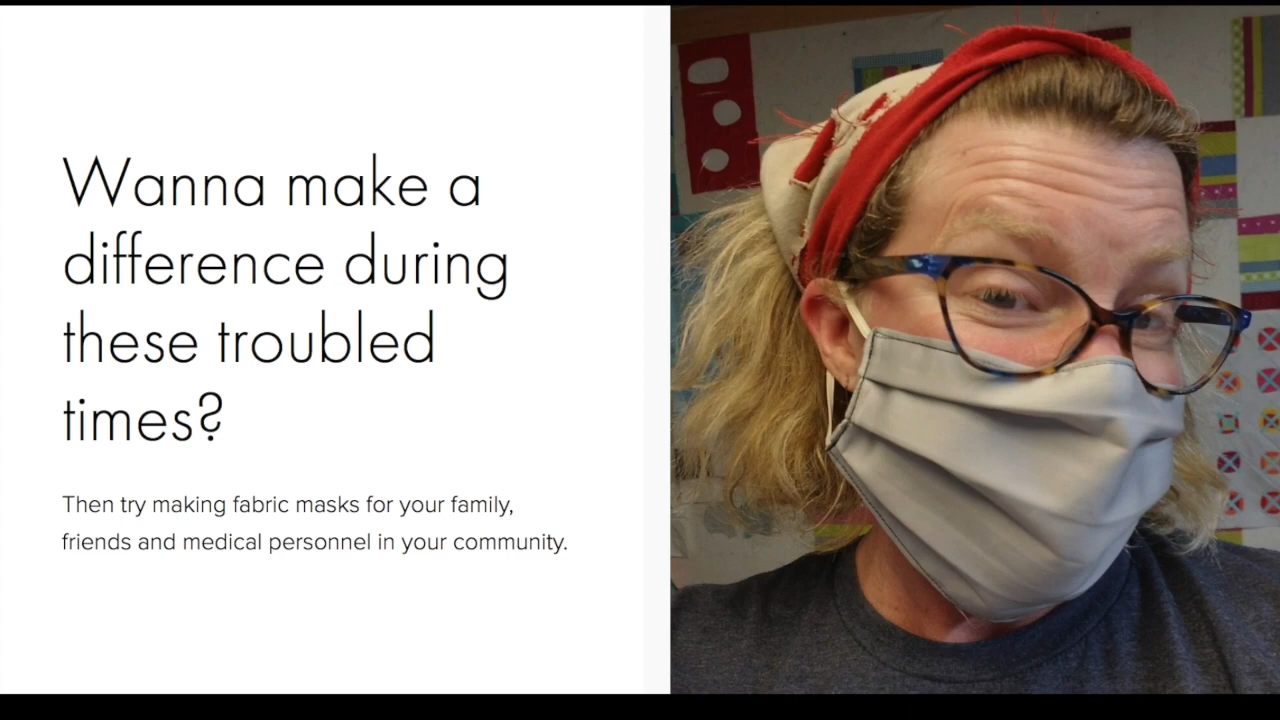 Wanna make a
difference during
these troubled
times?
Then try making fabric masks for your family,
friends and medical personnel in your community.